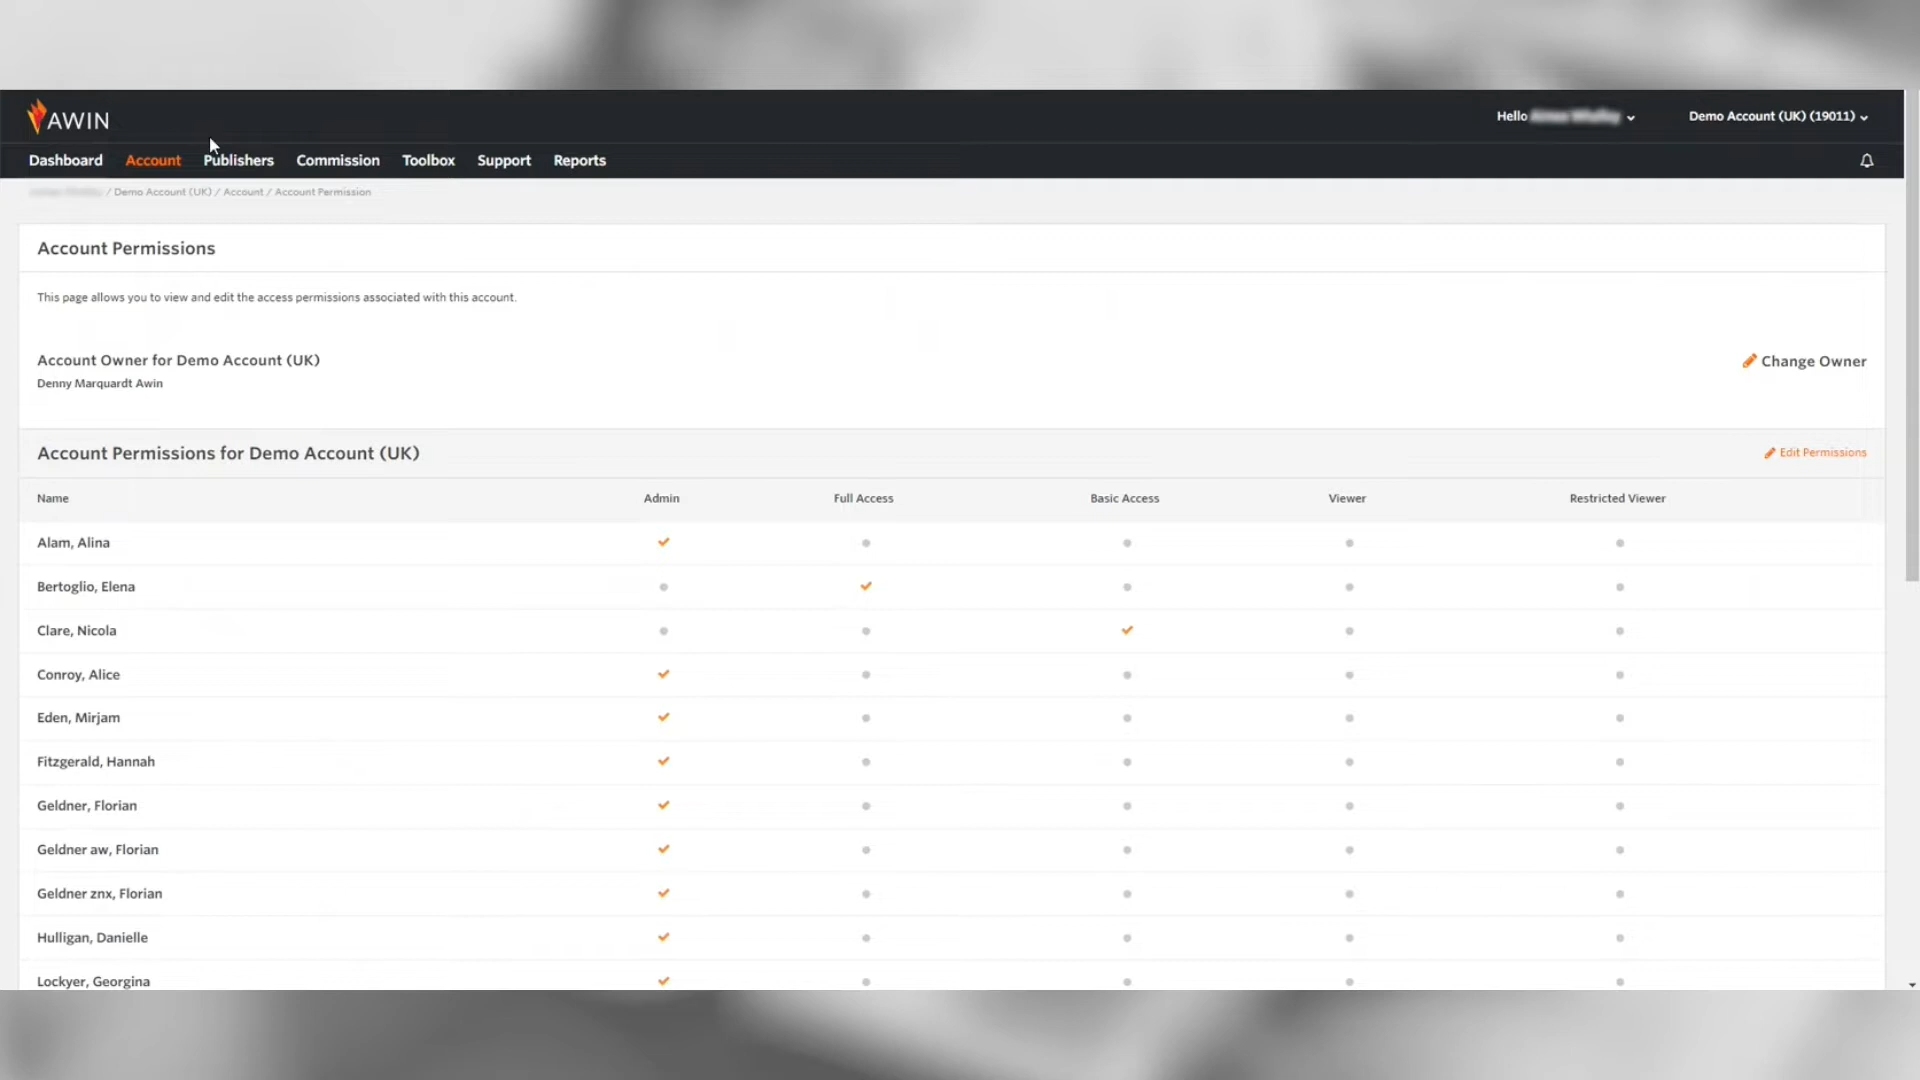 AWIN
Hello
Demo Account (UK) (19011)
Dashboard Account Publishers Commission Toolbox Support Reports
/ Demo Account (UK) / Account / Account Permission
Account Permissions
This page allows you to view and edit the access permissions associated with this account.
Account Owner for Demo Account (UK)
Change Owner
Denny Marquardt Awin
Account Permissions for Demo Account (UK)
Edit Permissions
Name Admin Full Access Basic Access Viewer Restricted Viewer
Alam, Alina
Bertoglio, Elena
Clare, Nicola
Conroy, Alice
Eden, Mirjam
Fitzgerald, Hannah
Geldner, Florian
Geldner aw, Florian
Geldner znx, Florian
Hulligan, Danielle
Lockyer, Georgina